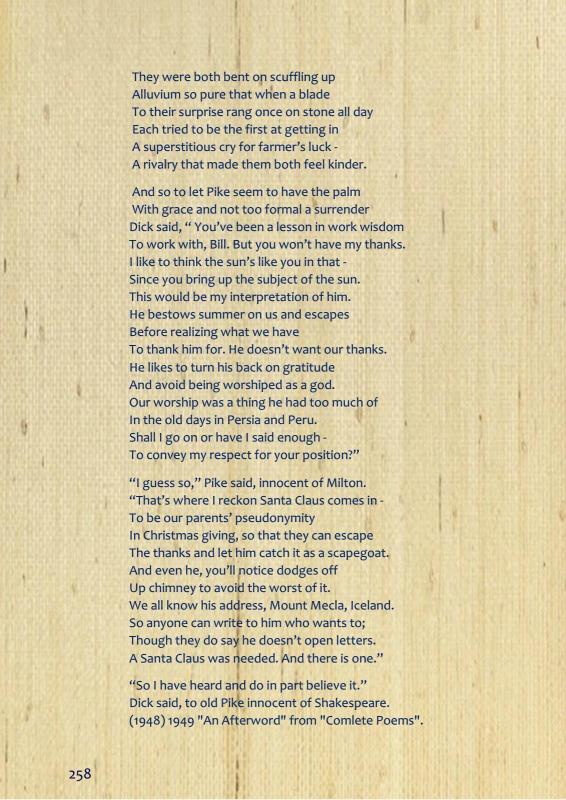 They were both bent on scuffling up
Alluvium so pure that when a blade
To their surprise rang once on stone all day
Each tried to be the first at getting in
A superstitious cry for farmer's luck -
A rivalry that made them both feel kinder.
And so to let Pike seem to have the palm
With grace and not too formal a surrender
Dick said, “ You've been a lesson in work wisdom
To work with, Bill. But you won't have my thanks.
I like to think the sun's like you in that -
Since you bring up the subject of the sun.
This would be my interpretation of him.
He bestows summer on us and escapes
Before realizing what we have
To thank him for. He doesn't want our thanks.
He likes to turn his back on gratitude
And avoid being worshiped as a god.
Our worship was a thing he had too much of
In the old days in Persia and Peru.
Shall I go on or have I said enough -
To convey my respect for your position?”
“I guess so,” Pike said, innocent of Milton.
“That's where I reckon Santa Claus comes in -
To be our parents' pseudonymity
In Christmas giving, so that they can escape
The thanks and let him catch it as a scapegoat.
And even he, you'll notice dodges off
Up chimney to avoid the worst of it.
We all know his address, Mount Mecla, Iceland.
So anyone can write to him who wants to;
Though they do say he doesn't open letters.
A Santa Claus was needed. And there is one.”
“So I have heard and do in part believe it.”
Dick said, to old Pike innocent of Shakespeare.
(1948) 1949 "An Afterword" from "Comlete Poems".
258